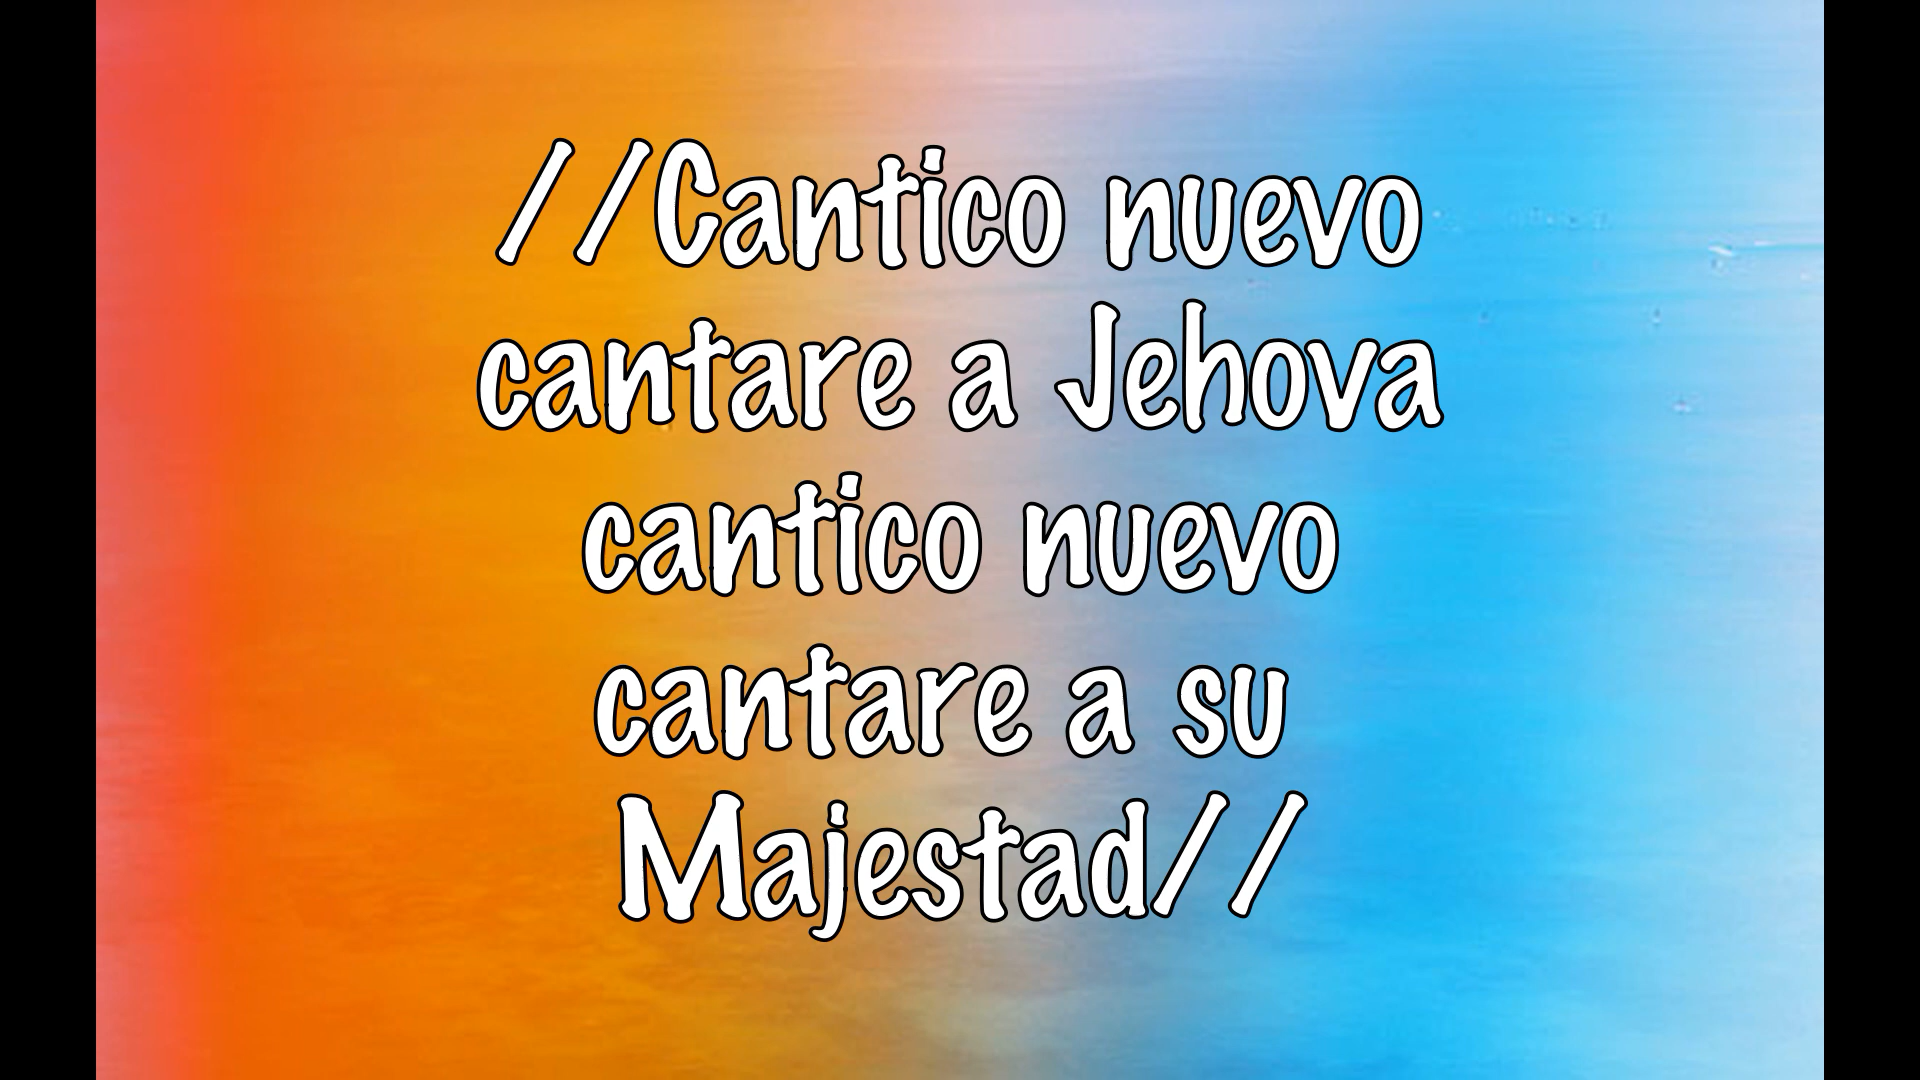 //Cantico nuevo
cantare a Jehova
cantico nuevo
cantare a su
Majestad//